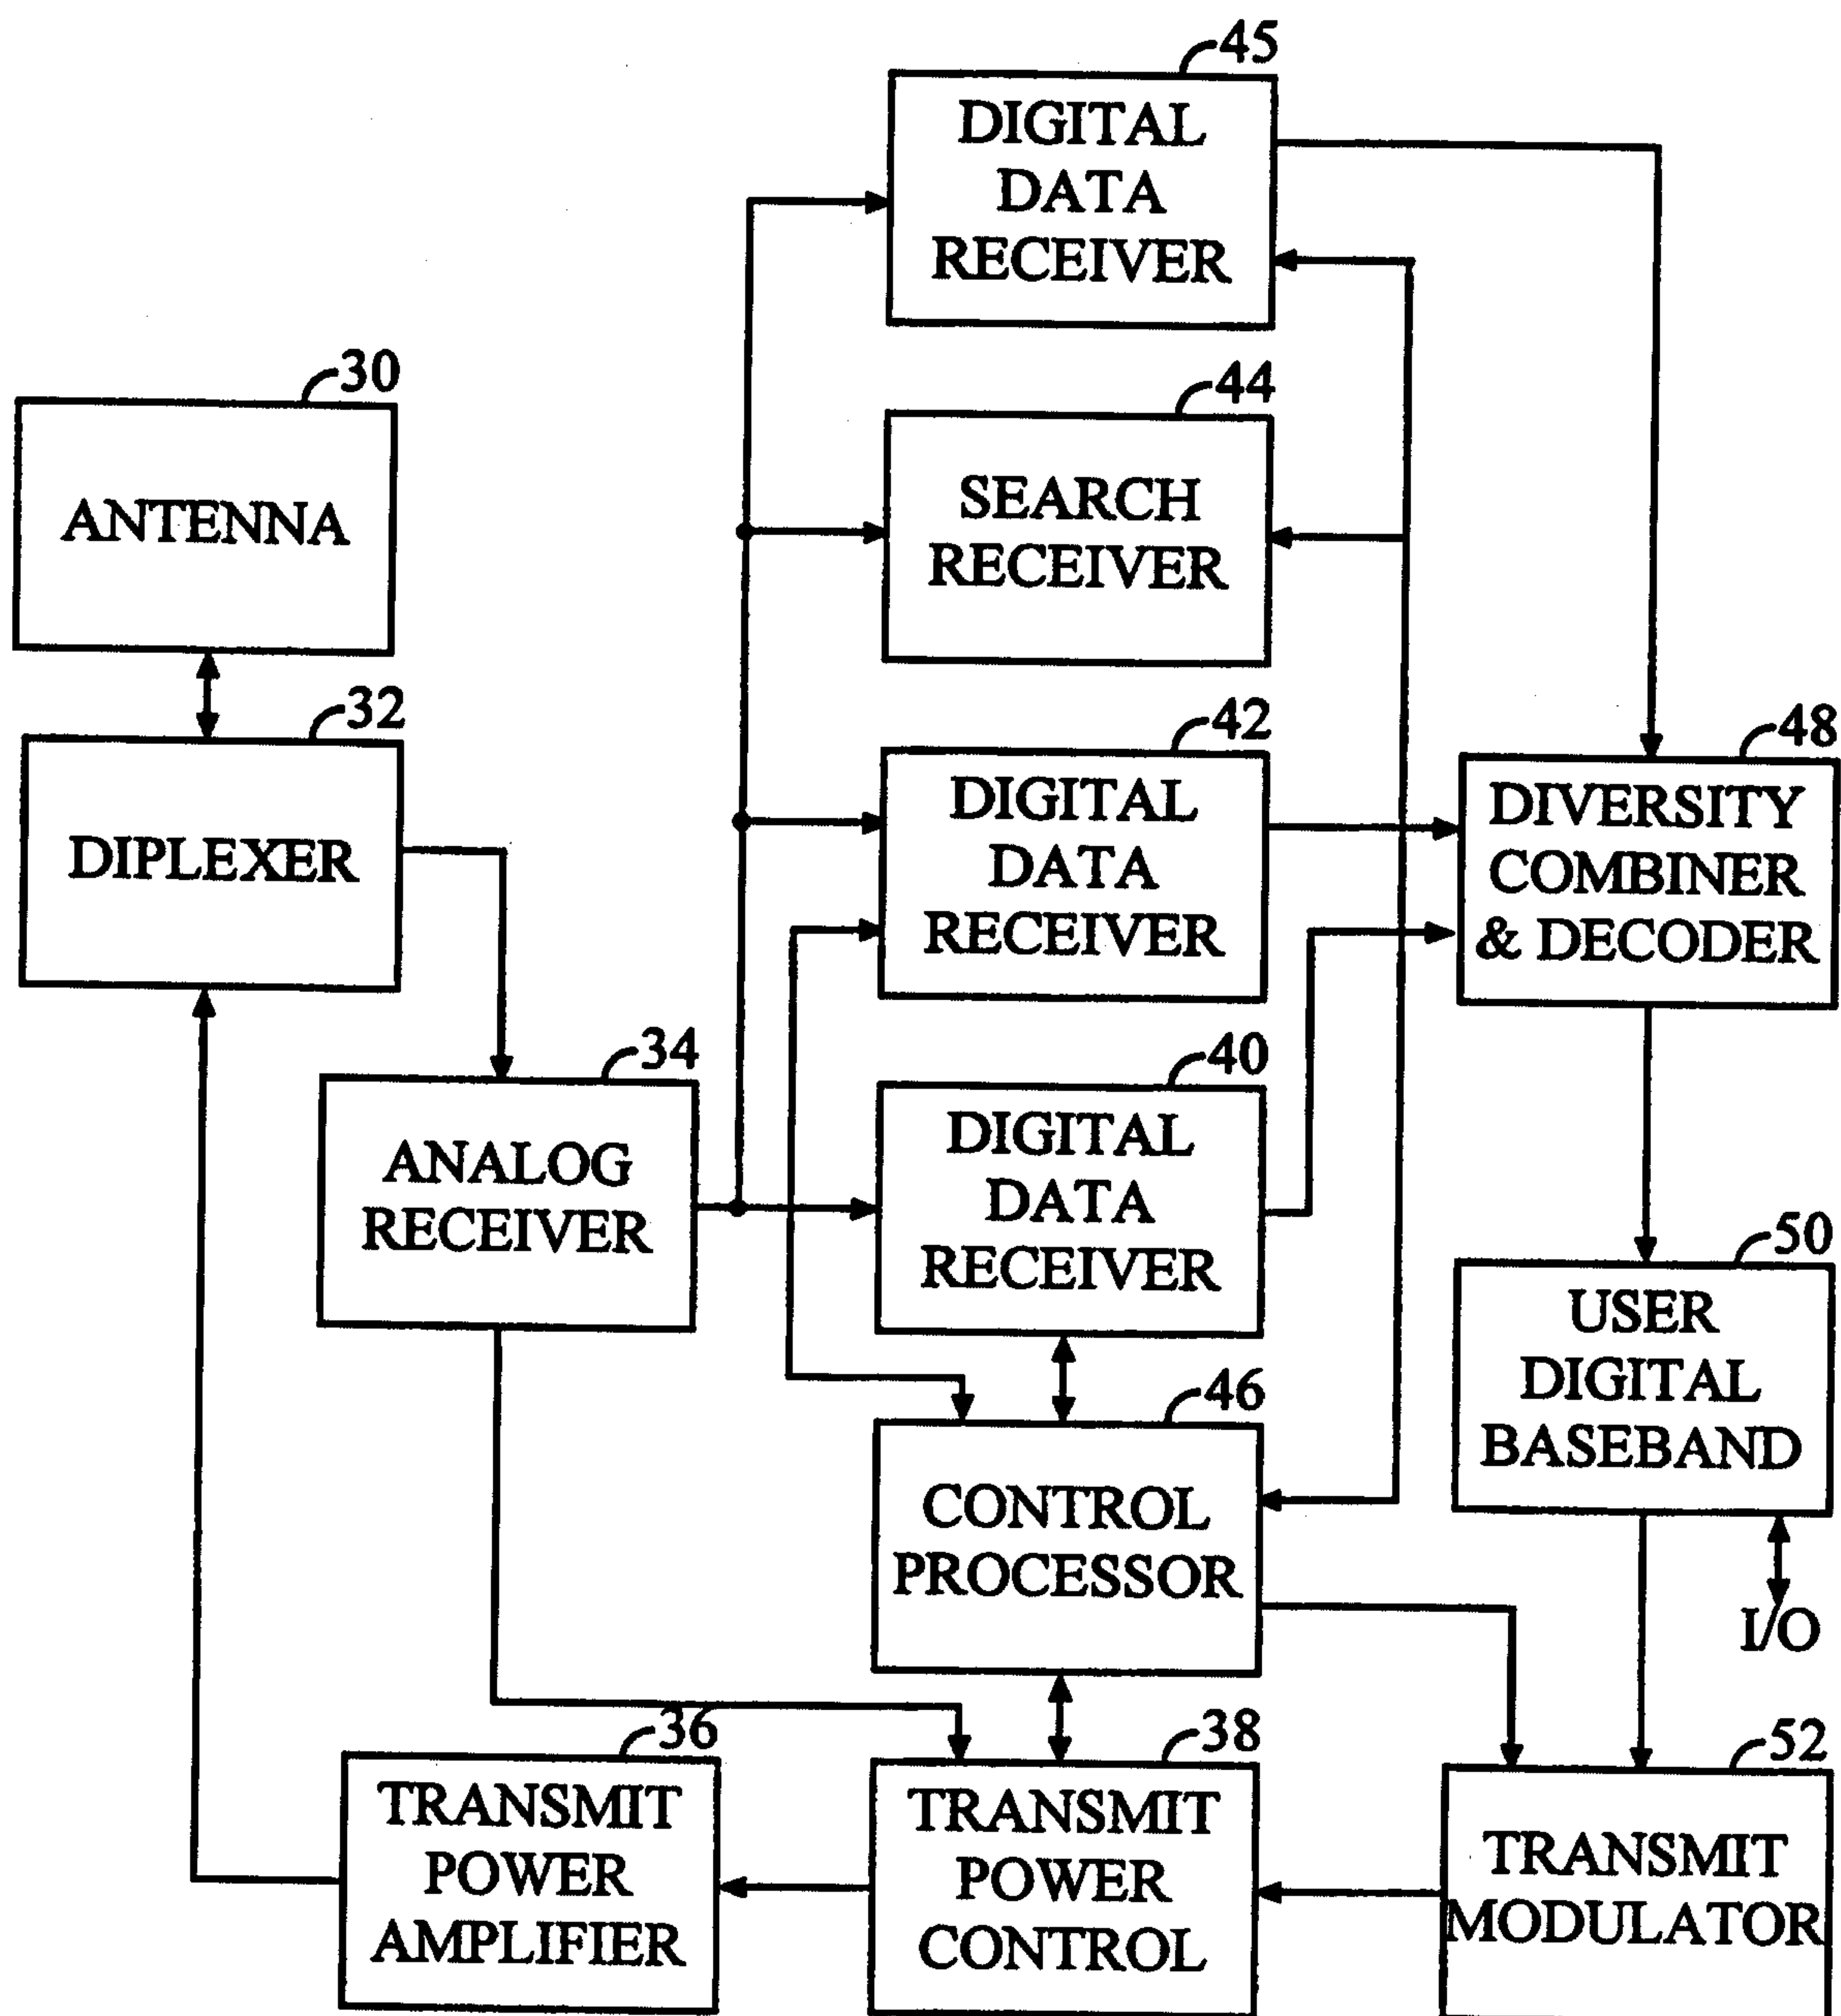 45
DIGITAL
DATA
RECEIVER
30
ANTENNA
44
SEARCH
RECEIVER
32
DIPLEXER
42
DIGITAL
DATA
RECEIVER
48
DIVERSITY
COMBINER
& DECODER
34
ANALOG
RECEIVER
40
DIGITAL
DATA
RECEIVER
50
USER
DIGITAL
BASEBAND
I/O
46
CONTROL
PROCESSOR
36
TRANSMIT
POWER
AMPLIFIER
38
TRANSMIT
POWER
CONTROL
52
TRANSMIT
MODULATOR